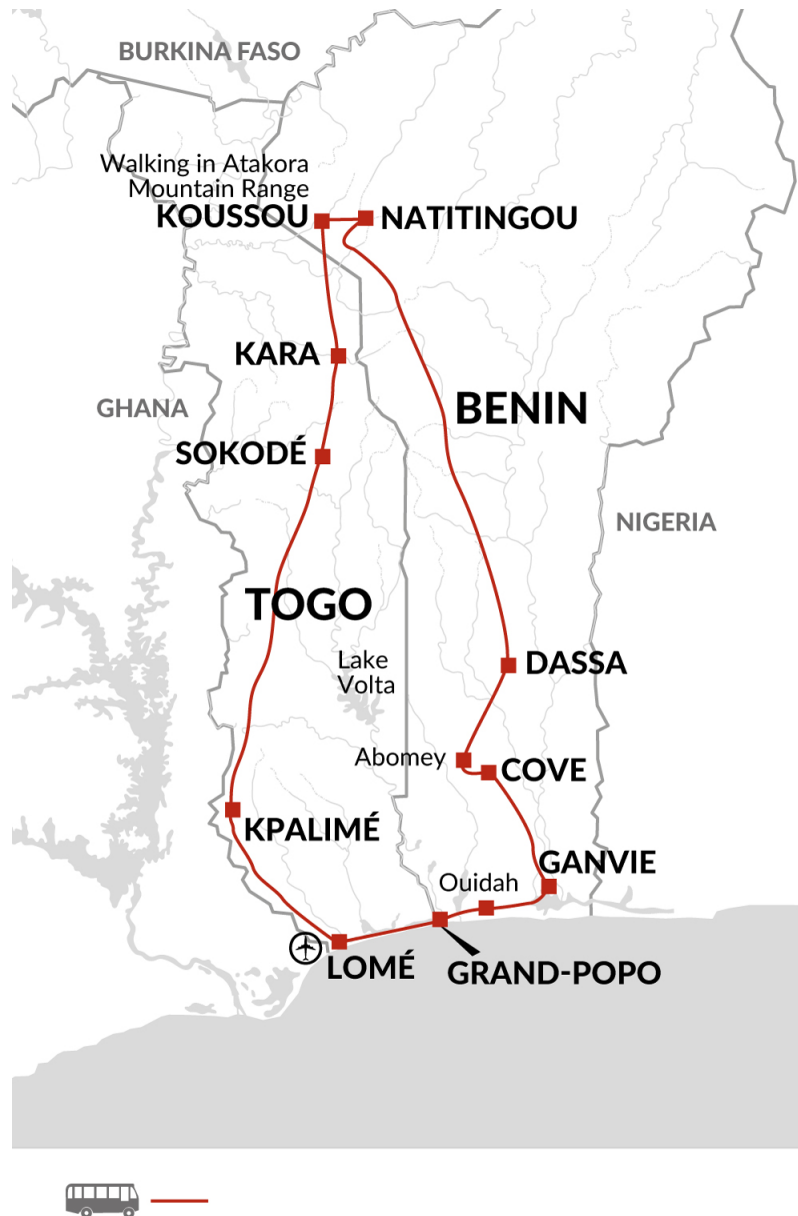 BURKINA FASO
Walking in Atakora
Mountain Range
KOUSSOU
NATITINGOU
KARA
BENIN
GHANA
SOKODÉ
NIGERIA
TOGO
Lake
Volta
DASSA
Abomey
COVE
KPALIMÉ
GANVIE
Ouidah
LOMÉ
GRAND-POPO